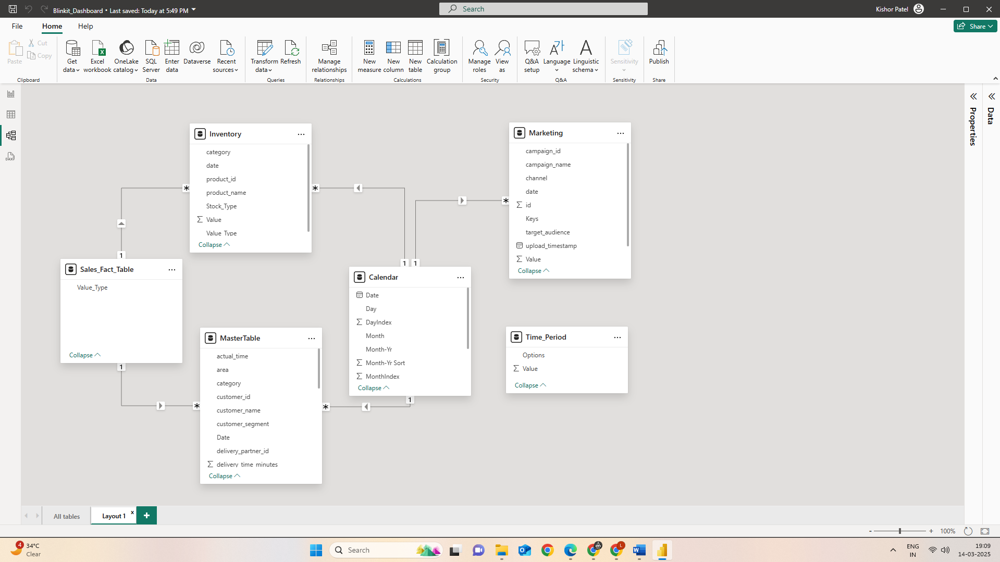 Blinkit_Dashboard • Last saved: Today at 5:49 PM
Search
Kishor Patel
File
Home
Help
Share
Paste
Cut
Copy
Clipboard
Get data
Excel workbook
OneLake catalog
SQL Server
Enter data
Dataverse
Recent sources
Data
Transform data
Refresh
Queries
Manage relationships
Relationships
New measure
New column
New table
Calculation group
Calculations
Manage roles
View as
Security
Q&A setup
Language
Linguistic schema
Q&A
Sensitivity
Sensitivity
Publish
Share
DAX
Properties
Data
Inventory
category
date
product_id
product_name
Stock_Type
Value
Value_Type
Collapse
Marketing
campaign_id
campaign_name
channel
date
id
Keys
target_audience
upload_timestamp
Value
Collapse
*
*
*
1
1
1
Sales_Fact_Table
Value_Type
Collapse
1
Calendar
Date
Day
DayIndex
Month
Month-Yr
Month-Yr Sort
MonthIndex
Collapse
1
MasterTable
actual_time
area
category
customer_id
customer_name
customer_segment
Date
delivery_partner_id
delivery_time_minutes
Collapse
*
*
Time_Period
Options
Value
Collapse
All tables
Layout 1
x
+
- + 100%
4
34°C
Clear
Search
L
ENG
IN
19:09
14-03-2025